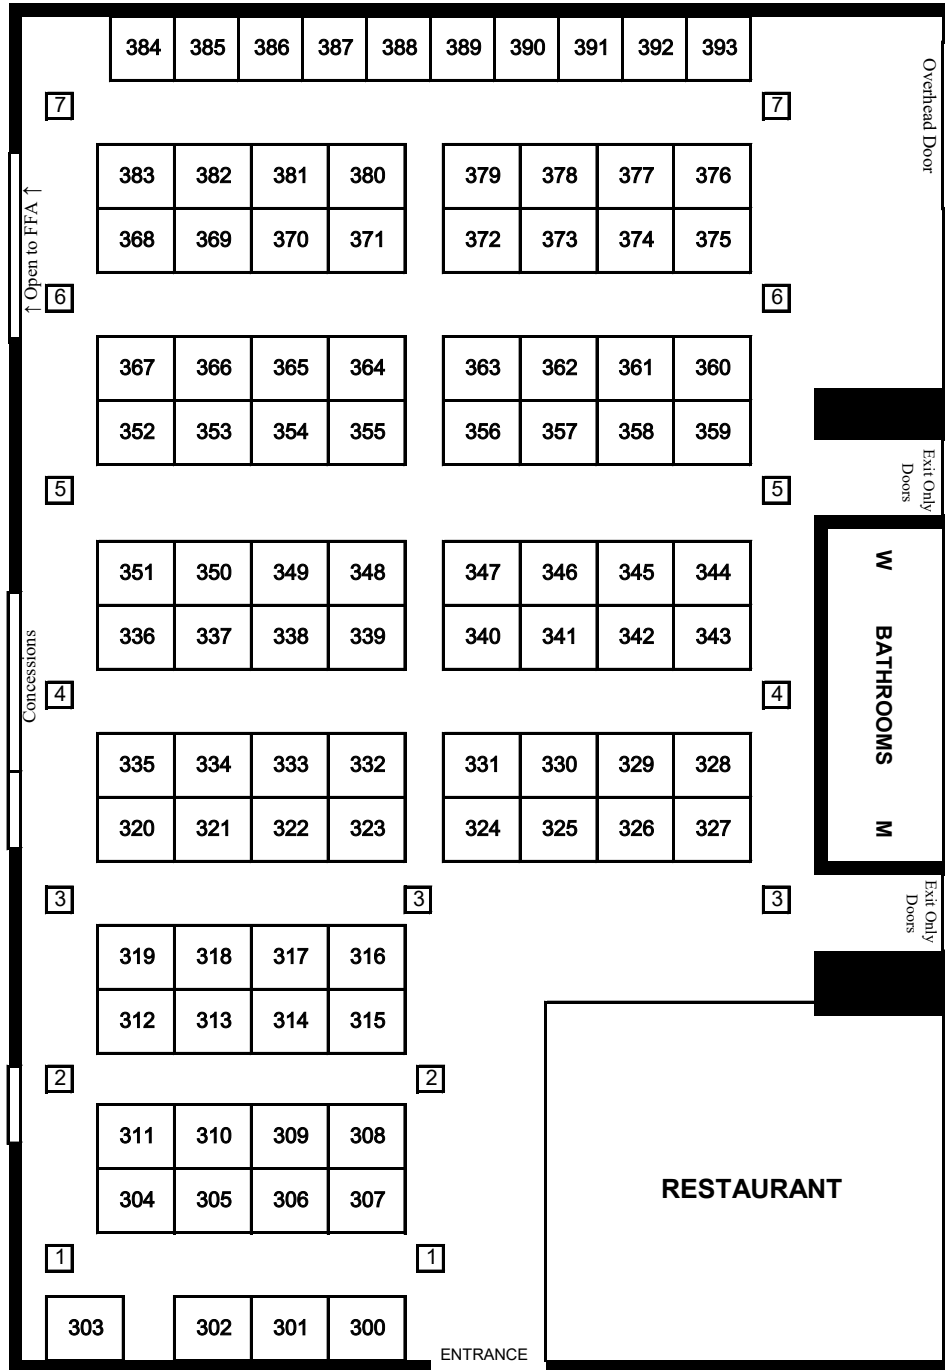 384 385 386 387 388 389 390 391 392 393
Overhead Door
7 7
383 382 381 380 379 378 377 376
368 369 370 371 372 373 374 375
↑ Open to FFA ↑
6 6
367 366 365 364 363 362 361 360
352 353 354 355 356 357 358 359
Exit Only
Doors
5 5
351 350 349 348 347 346 345 344
336 337 338 339 340 341 342 343
W BATHROOMS M
Concessions
4 4
335 334 333 332 331 330 329 328
320 321 322 323 324 325 326 327
3 3 3
Exit Only
Doors
319 318 317 316
312 313 314 315
2 2
311 310 309 308
304 305 306 307
RESTAURANT
1 1
303 302 301 300
ENTRANCE